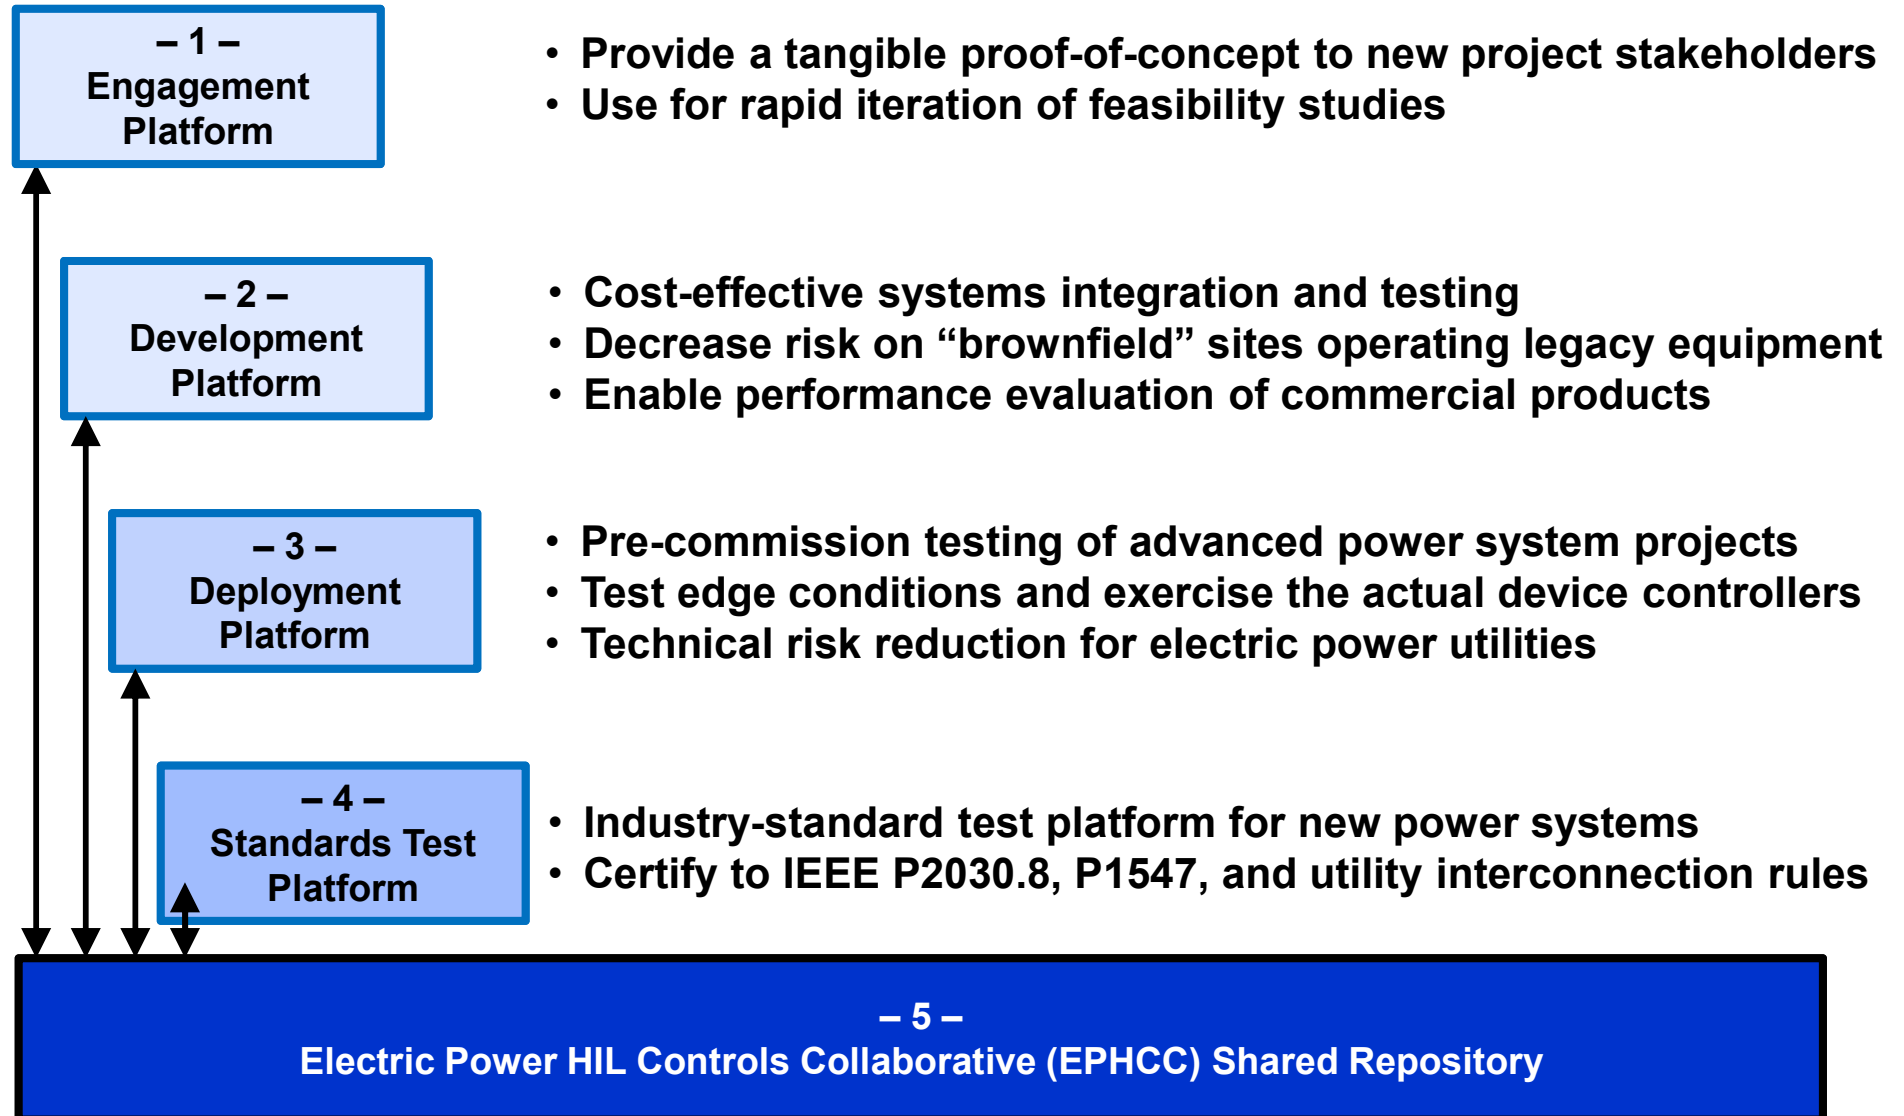 – 1 –
Engagement
Platform
• Provide a tangible proof-of-concept to new project stakeholders
• Use for rapid iteration of feasibility studies
– 2 –
Development
Platform
• Cost-effective systems integration and testing
• Decrease risk on “brownfield” sites operating legacy equipment
• Enable performance evaluation of commercial products
– 3 –
Deployment
Platform
• Pre-commission testing of advanced power system projects
• Test edge conditions and exercise the actual device controllers
• Technical risk reduction for electric power utilities
– 4 –
Standards Test
Platform
• Industry-standard test platform for new power systems
• Certify to IEEE P2030.8, P1547, and utility interconnection rules
– 5 –
Electric Power HIL Controls Collaborative (EPHCC) Shared Repository